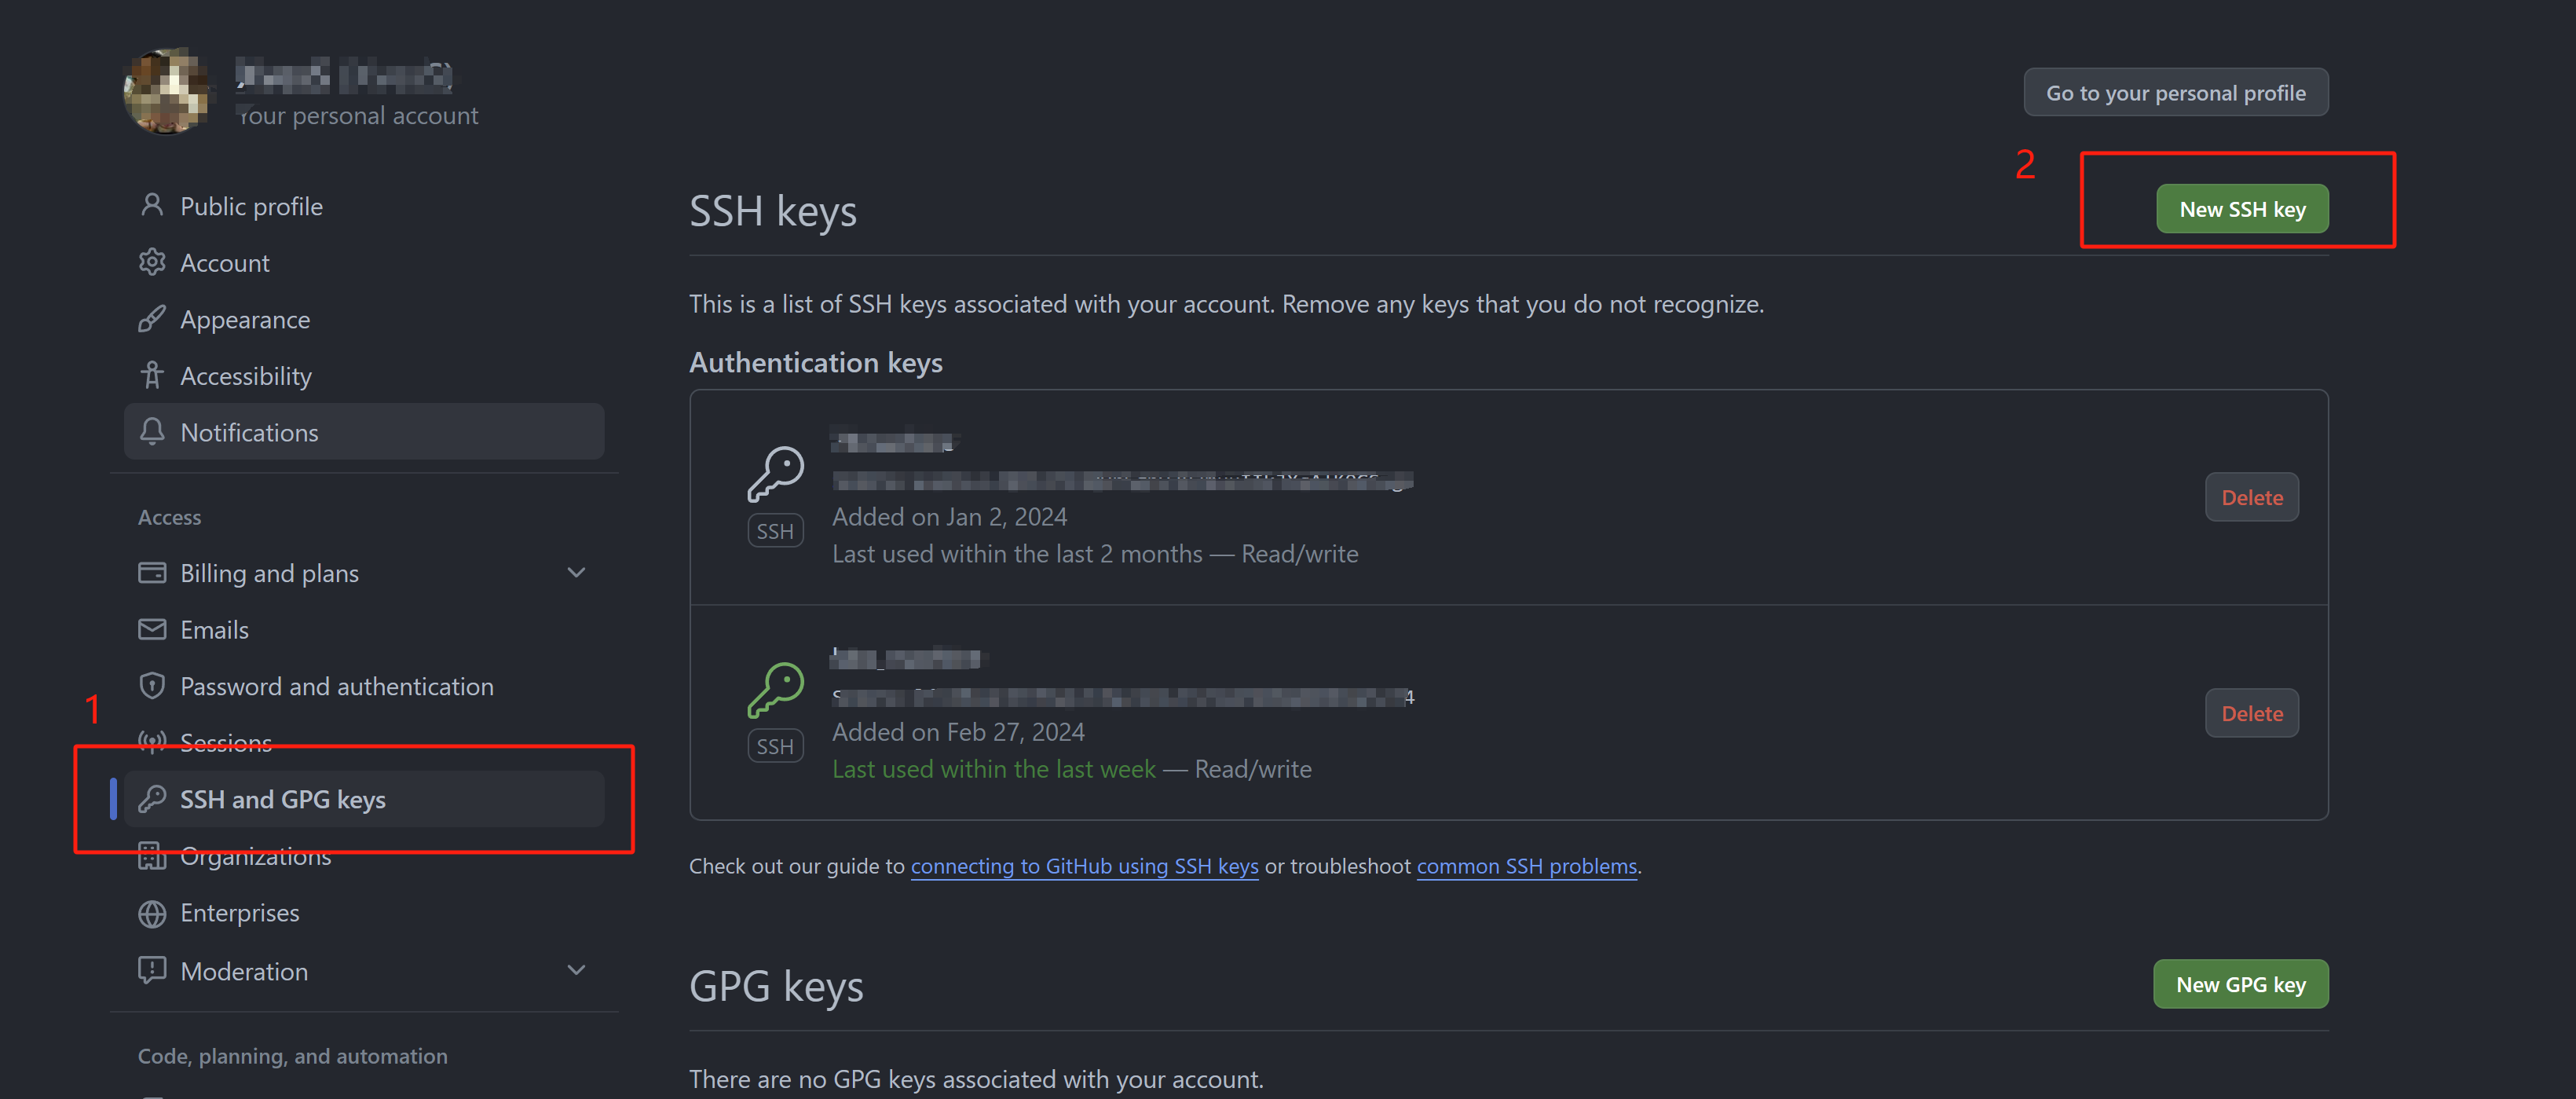 Your personal account
Go to your personal profile
Public profile
Account
Appearance
Accessibility
Notifications
Access
Billing and plans
Emails
Password and authentication
1
Sessions
SSH and GPG keys
Organizations
Enterprises
Moderation
Code, planning, and automation
SSH keys
2
New SSH key
This is a list of SSH keys associated with your account. Remove any keys that you do not recognize.
Authentication keys
SSH
Added on Jan 2, 2024
Last used within the last 2 months — Read/write
Delete
SSH
Added on Feb 27, 2024
Last used within the last week — Read/write
Delete
Check out our guide to connecting to GitHub using SSH keys or troubleshoot common SSH problems.
GPG keys
New GPG key
There are no GPG keys associated with your account.